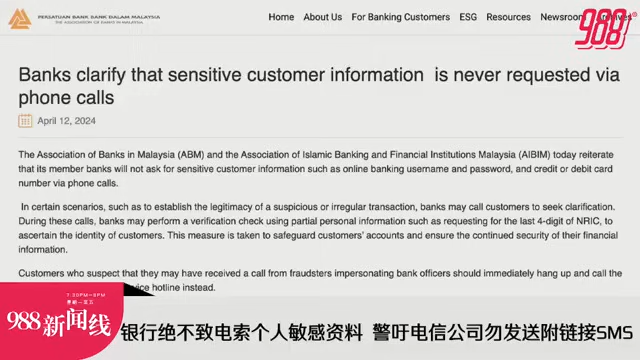 PERSATUAN BANK BANK DALAM MALAYSIA
THE ASSOCIATION OF BANKS IN MALAYSIA
Home About Us For Banking Customers ESG Resources Newsroom Archives
988
Banks clarify that sensitive customer information is never requested via
phone calls
April 12, 2024
The Association of Banks in Malaysia (ABM) and the Association of Islamic Banking and Financial Institutions Malaysia (AIBIM) today reiterate
that its member banks will not ask for sensitive customer information such as online banking username and password, and credit or debit card
number via phone calls.
In certain scenarios, such as to establish the legitimacy of a suspicious or irregular transaction, banks may call customers to seek clarification.
During these calls, banks may perform a verification check using partial personal information such as requesting for the last 4-digit of NRIC, to
ascertain the identity of customers. This measure is taken to safeguard customers' accounts and ensure the continued security of their financial
information.
Customers who suspect that they may have received a call from fraudsters impersonating bank officers should immediately hang up and call the
hotline instead.
7.30PM-8PM
星期一至五
988新闻线
银行绝不致电索个人敏感资料 警吁电信公司勿发送附链接SMS